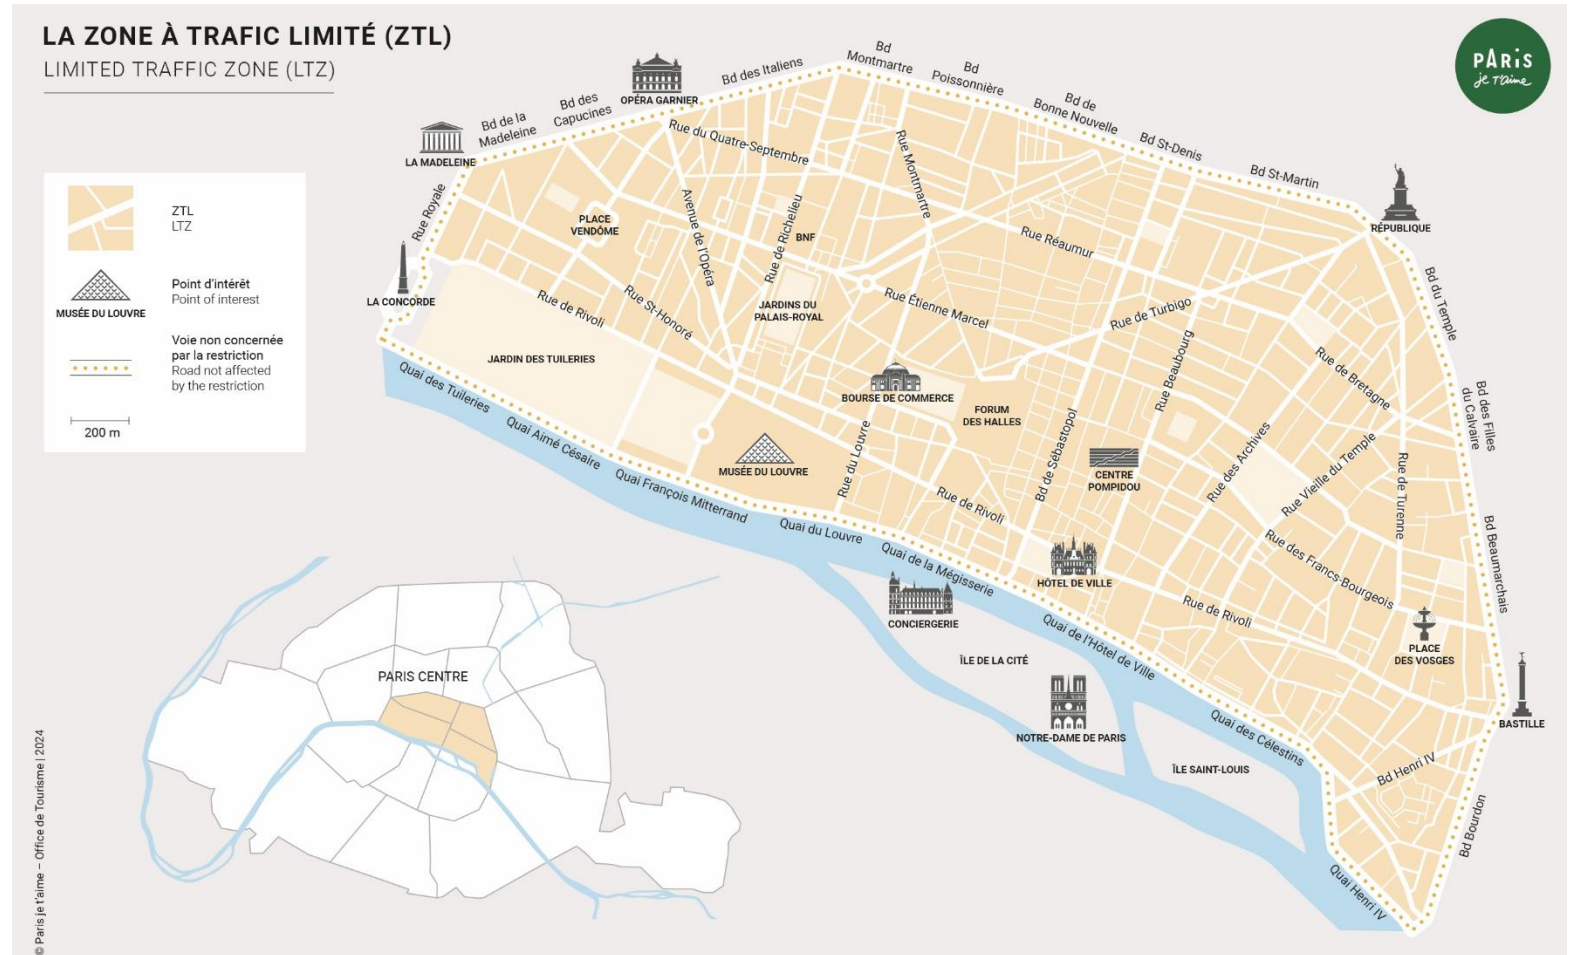 LA ZONE À TRAFIC LIMITÉ (ZTL)
LIMITED TRAFFIC ZONE (LTZ)
PARIS
je t'aime
ZTL
LTZ
MUSÉE DU LOUVRE
Point d'intérêt
Point of interest
Voie non concernée
par la restriction
Road not affected
by the restriction
200 m
Bd
Montmartre
Bd
Poissonnière
Bd des Italiens
OPÉRA GARNIER
Bd des
Capucines
Bd de la
Madeleine
LA MADELEINE
Bd de
Bonne Nouvelle
Bd St-Denis
Bd St-Martin
RÉPUBLIQUE
Rue Royale
LA CONCORDE
Rue du Quatre-Septembre
Rue Montmartre
PLACE
VENDÔME
Avenue de l'Opéra
Rue de Richelieu
BNF
Rue Réaumur
Bd du Temple
Rue de Rivoli
Rue St-Honoré
JARDINS DU
PALAIS-ROYAL
Rue Étienne Marcel
Rue de Turbigo
JARDIN DES TUILERIES
Rue Beaubourg
Rue de Bretagne
BOURSE DE COMMERCE
FORUM
DES HALLES
Bd des Filles
du Calvaire
Quai des Tuileries
Quai Aimé Césaire
Quai François Mitterrand
MUSÉE DU LOUVRE
Rue du Louvre
Bd de Sébastopol
CENTRE
POMPIDOU
Rue des Archives
Rue Vieille du Temple
Rue de Turenne
Rue de Rivoli
Quai du Louvre
Quai de la Mégisserie
HÔTEL DE VILLE
Rue des Francs-Bourgeois
Bd Beaumarchais
CONCIERGERIE
Rue de Rivoli
Quai de l'Hôtel de Ville
PLACE
DES VOSGES
ÎLE DE LA CITÉ
NOTRE-DAME DE PARIS
BASTILLE
Quai des Célestins
ÎLE SAINT-LOUIS
Bd Henri IV
Bd Bourdon
Quai Henri IV
PARIS CENTRE
© Paris je t'aime – Office de Tourisme | 2024